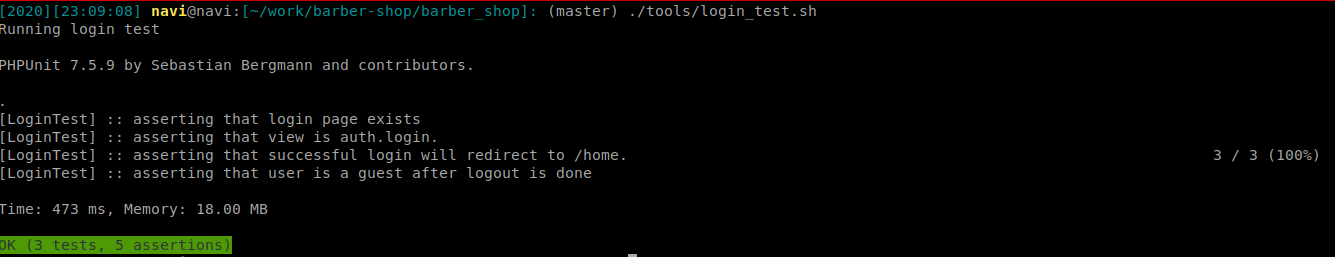 [2020][23:09:08] navi@navi:[~/work/barber-shop/barber_shop]: (master) ./tools/login_test.sh
Running login test
PHPUnit 7.5.9 by Sebastian Bergmann and contributors.
.
[LoginTest] :: asserting that login page exists
[LoginTest] :: asserting that view is auth.login.
[LoginTest] :: asserting that successful login will redirect to /home. 3 / 3 (100%)
[LoginTest] :: asserting that user is a guest after logout is done
Time: 473 ms, Memory: 18.00 MB
OK (3 tests, 5 assertions)